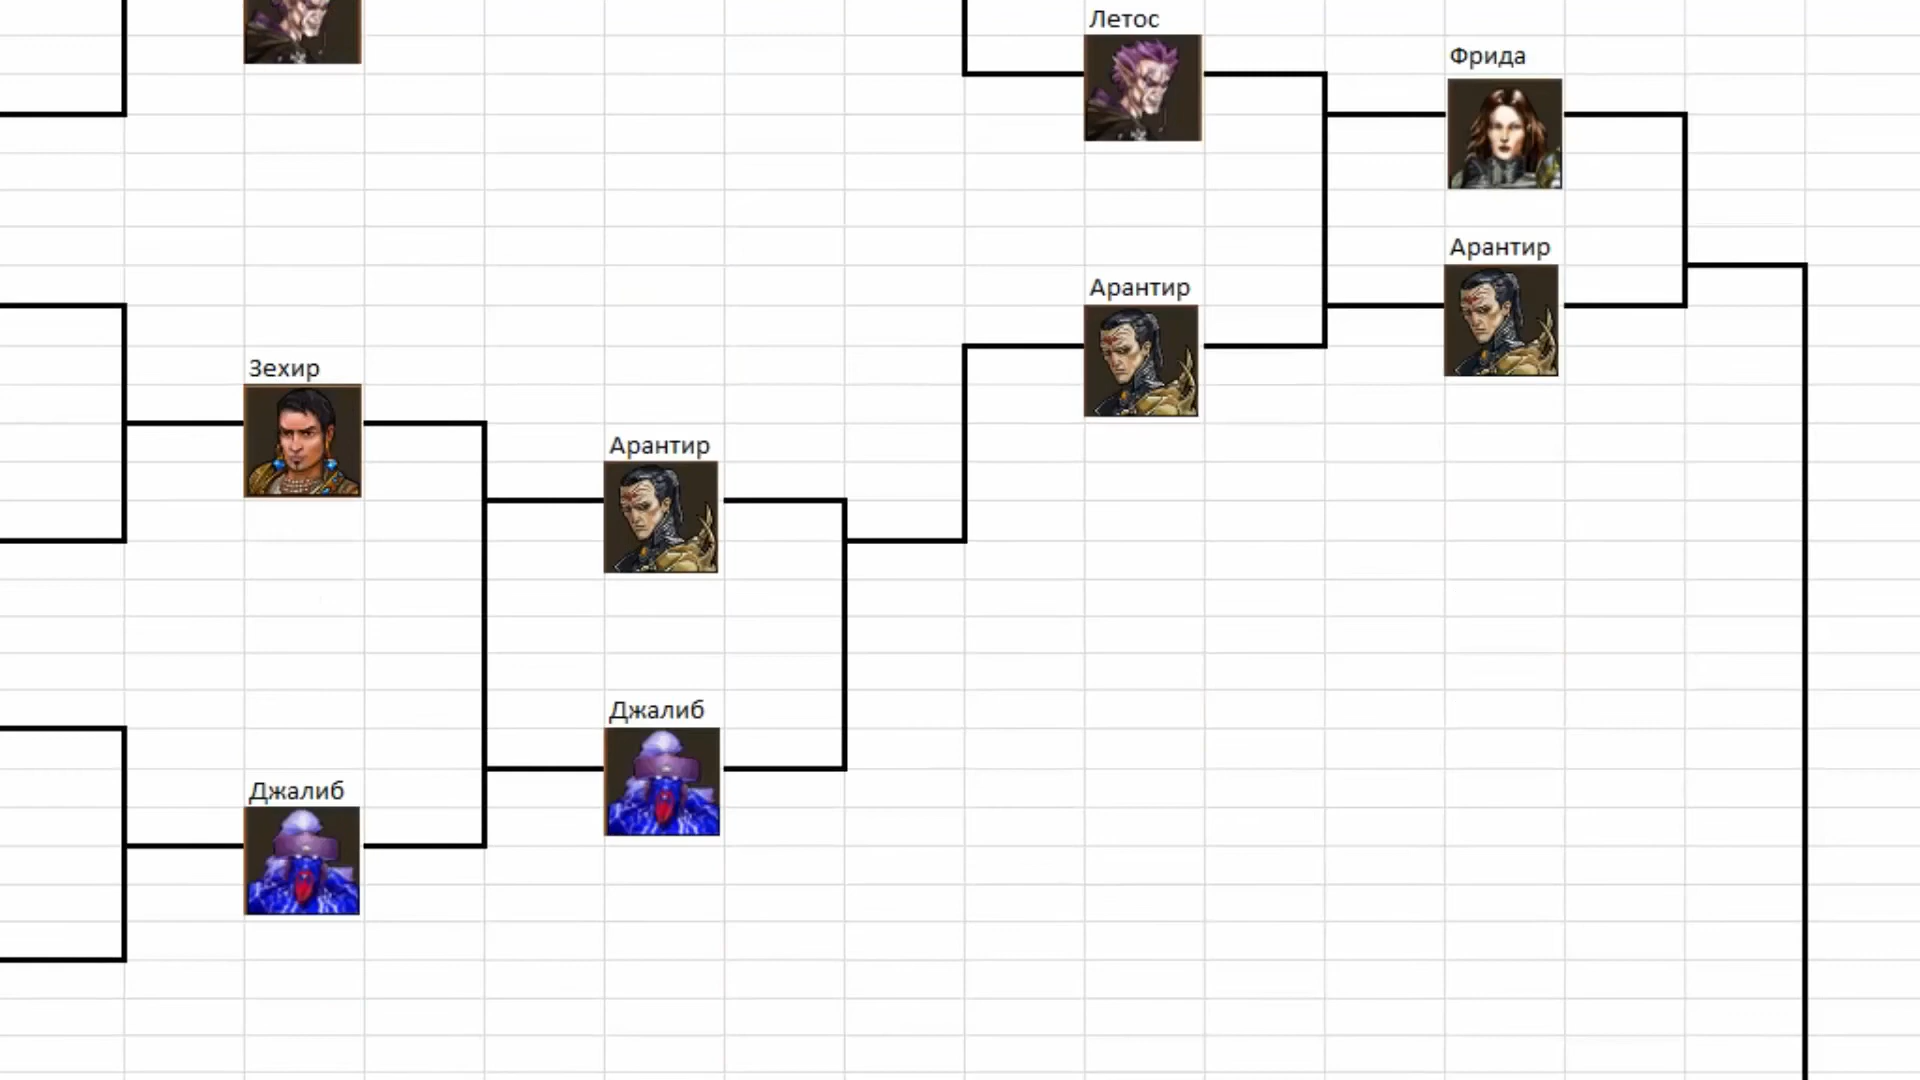 Летос
Фрида
Арантир
Арантир
Зехир
Арантир
Джалиб
Джалиб